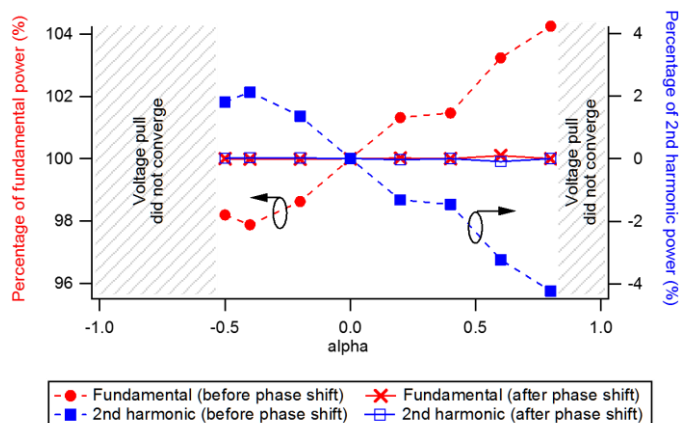 Percentage of fundamental power (%)
104
102
100
98
96
Voltage pull
did not converge
Voltage pull
did not converge
4
2
0
-2
-4
Percentage of 2nd harmonic power (%)
-1.0
-0.5
0.0
0.5
1.0
alpha
Fundamental (before phase shift)
Fundamental (after phase shift)
2nd harmonic (before phase shift)
2nd harmonic (after phase shift)